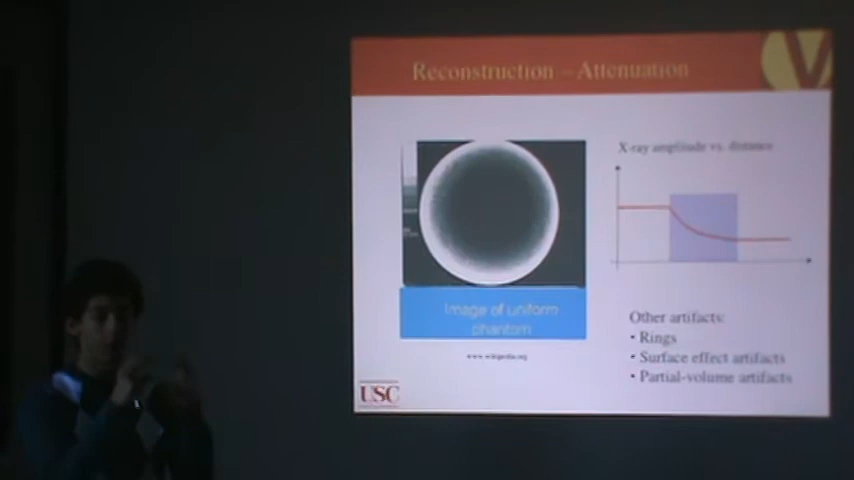 Reconstruction – Attenuation
X-ray amplitude vs. distance
Image of uniform
phantom
www.wikipedia.org
Other artifacts:
• Rings
• Surface effect artifacts
• Partial-volume artifacts
USC